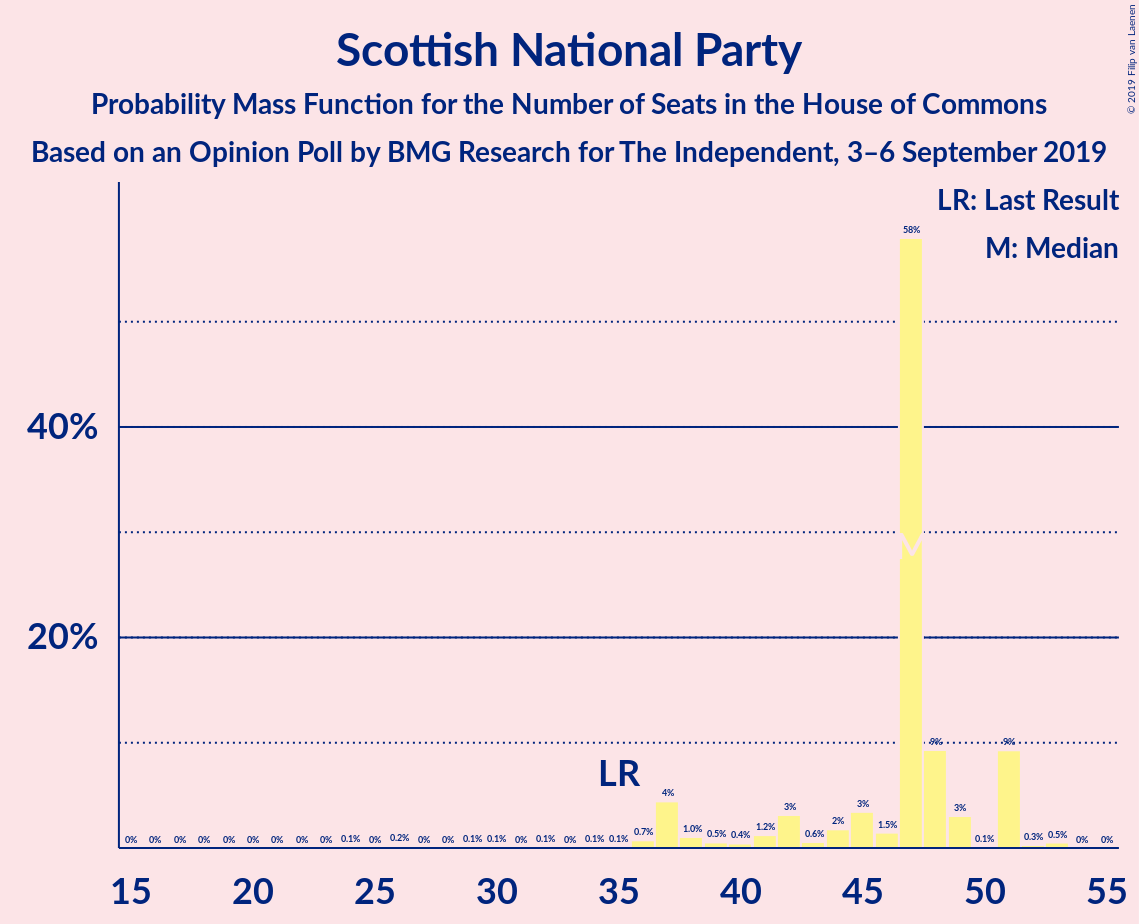 © 2019 Filip van Laenen
Scottish National Party
Probability Mass Function for the Number of Seats in the House of Commons
Based on an Opinion Poll by BMG Research for The Independent, 3–6 September 2019
LR: Last Result
M: Median
58%
40%
20%
9% 9%
LR
0% 0% 0% 0% 0% 0% 0% 0% 0% 0.1% 0% 0.2% 0% 0% 0.1% 0.1% 0% 0.1% 0% 0.1% 0.1% 0.7% 4% 1.0% 0.5% 0.4% 1.2% 3% 0.6% 2% 3% 1.5% 3% 0.1% 0.3% 0.5% 0% 0%
15 20 25 30 35 40 45 50 55